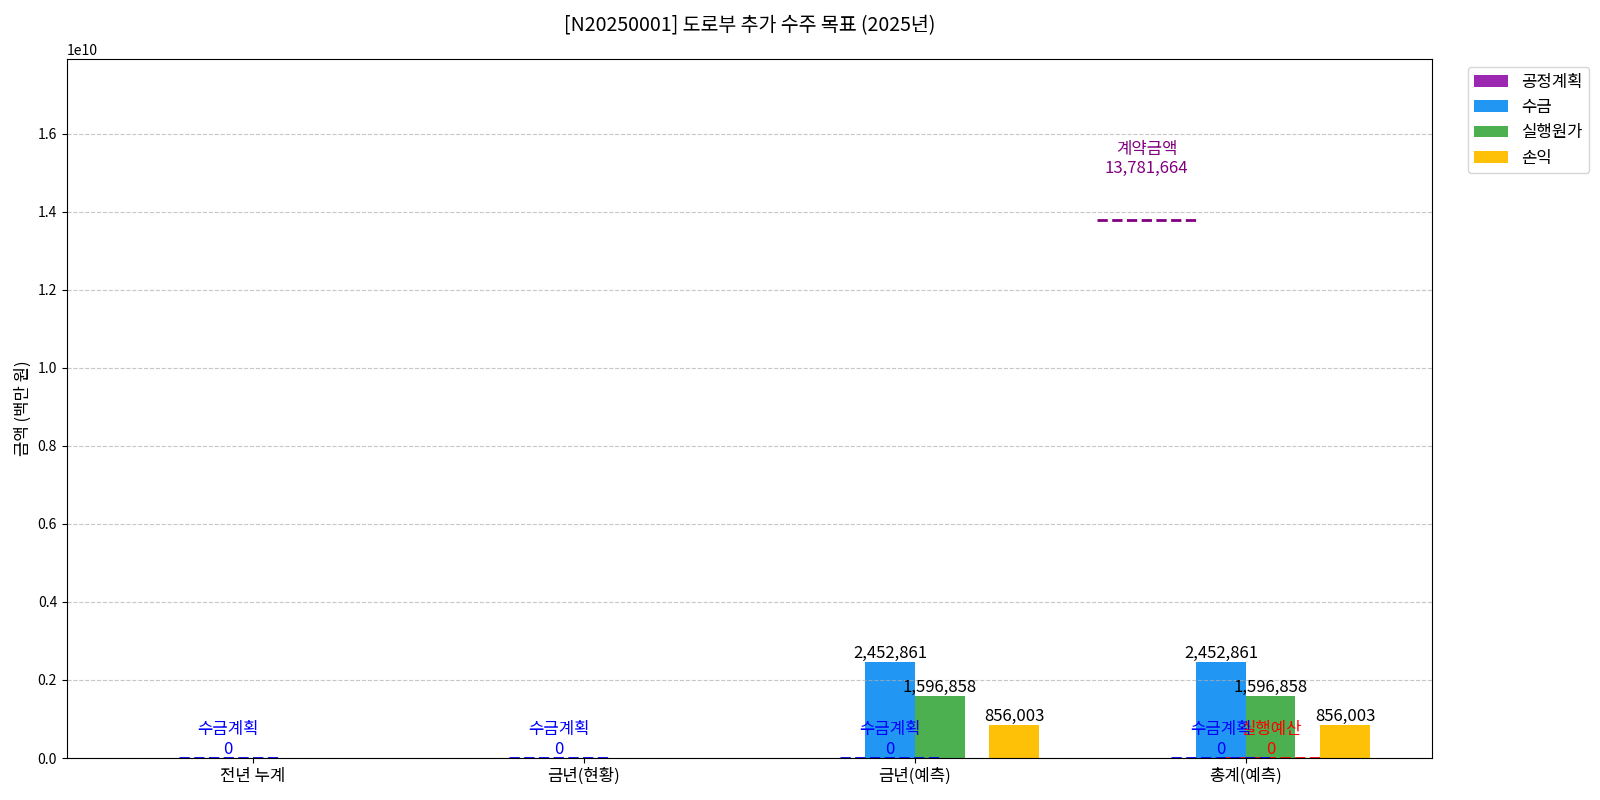 [N20250001] 도로부 추가 수주 목표 (2025년)
1e10
공정계획
수금
실행원가
손익
금액 (백만 원)
1.6
1.4
1.2
1.0
0.8
0.6
0.4
0.2
0.0
계약금액
13,781,664
수금계획
0
수금계획
0
2,452,861
1,596,858
856,003
수금계획
0
2,452,861
1,596,858
856,003
수금계획
0
실행예산
0
전년 누계
금년(현황)
금년(예측)
총계(예측)